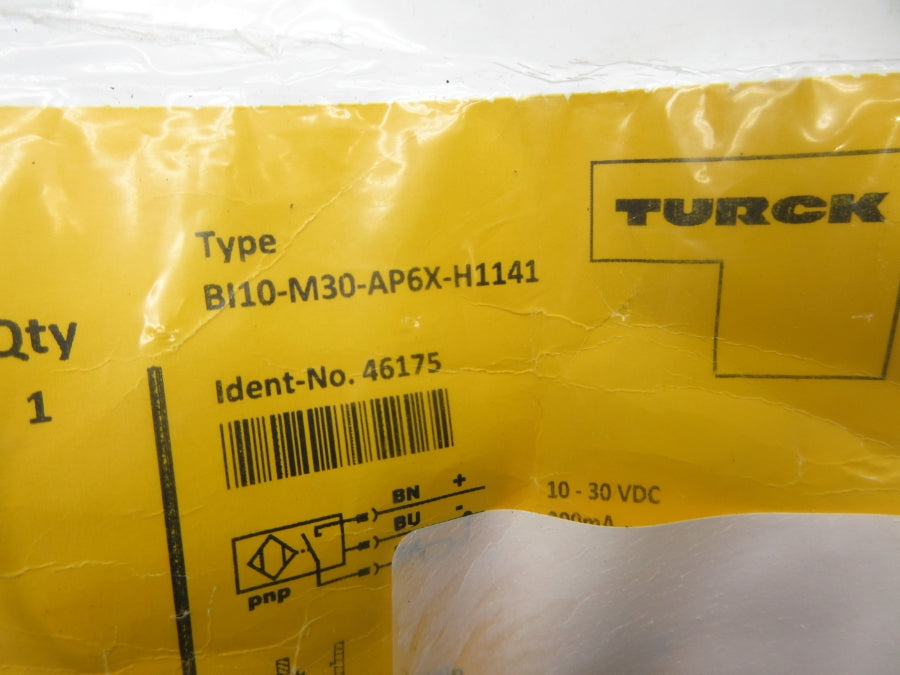 TURCK
Type
BI10-M30-AP6X-H1141
Qty
1
Ident-No. 46175
BN +
BU -
pnp
10 - 30 VDC